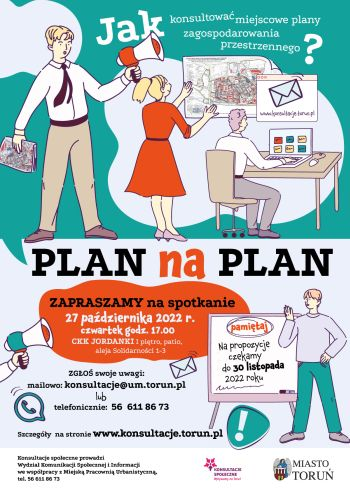 Jak konsultować miejscowe plany
zagospodarowania
przestrzennego ?
www.konsultacje.torun.pl
PLAN na PLAN
ZAPRASZAMY na spotkanie
27 października 2022 r.
czwartek godz. 17.00
CKK JORDANKI I piętro, patio,
aleja Solidarności 1-3
pamiętaj
Na propozycje
czekamy
do 30 listopada
2022 roku
ZGŁOŚ swoje uwagi:
mailowo: konsultacje@um.torun.pl
lub
telefonicznie: 56 611 86 73
Szczegóły na stronie www.konsultacje.torun.pl
Konsultacje społeczne prowadzi
Wydział Komunikacji Społecznej i Informacji
we współpracy z Miejską Pracownią Urbanistyczną,
tel. 56 611 86 73
KONSULTACJE
SPOŁECZNE
MIASTO
TORUŃ